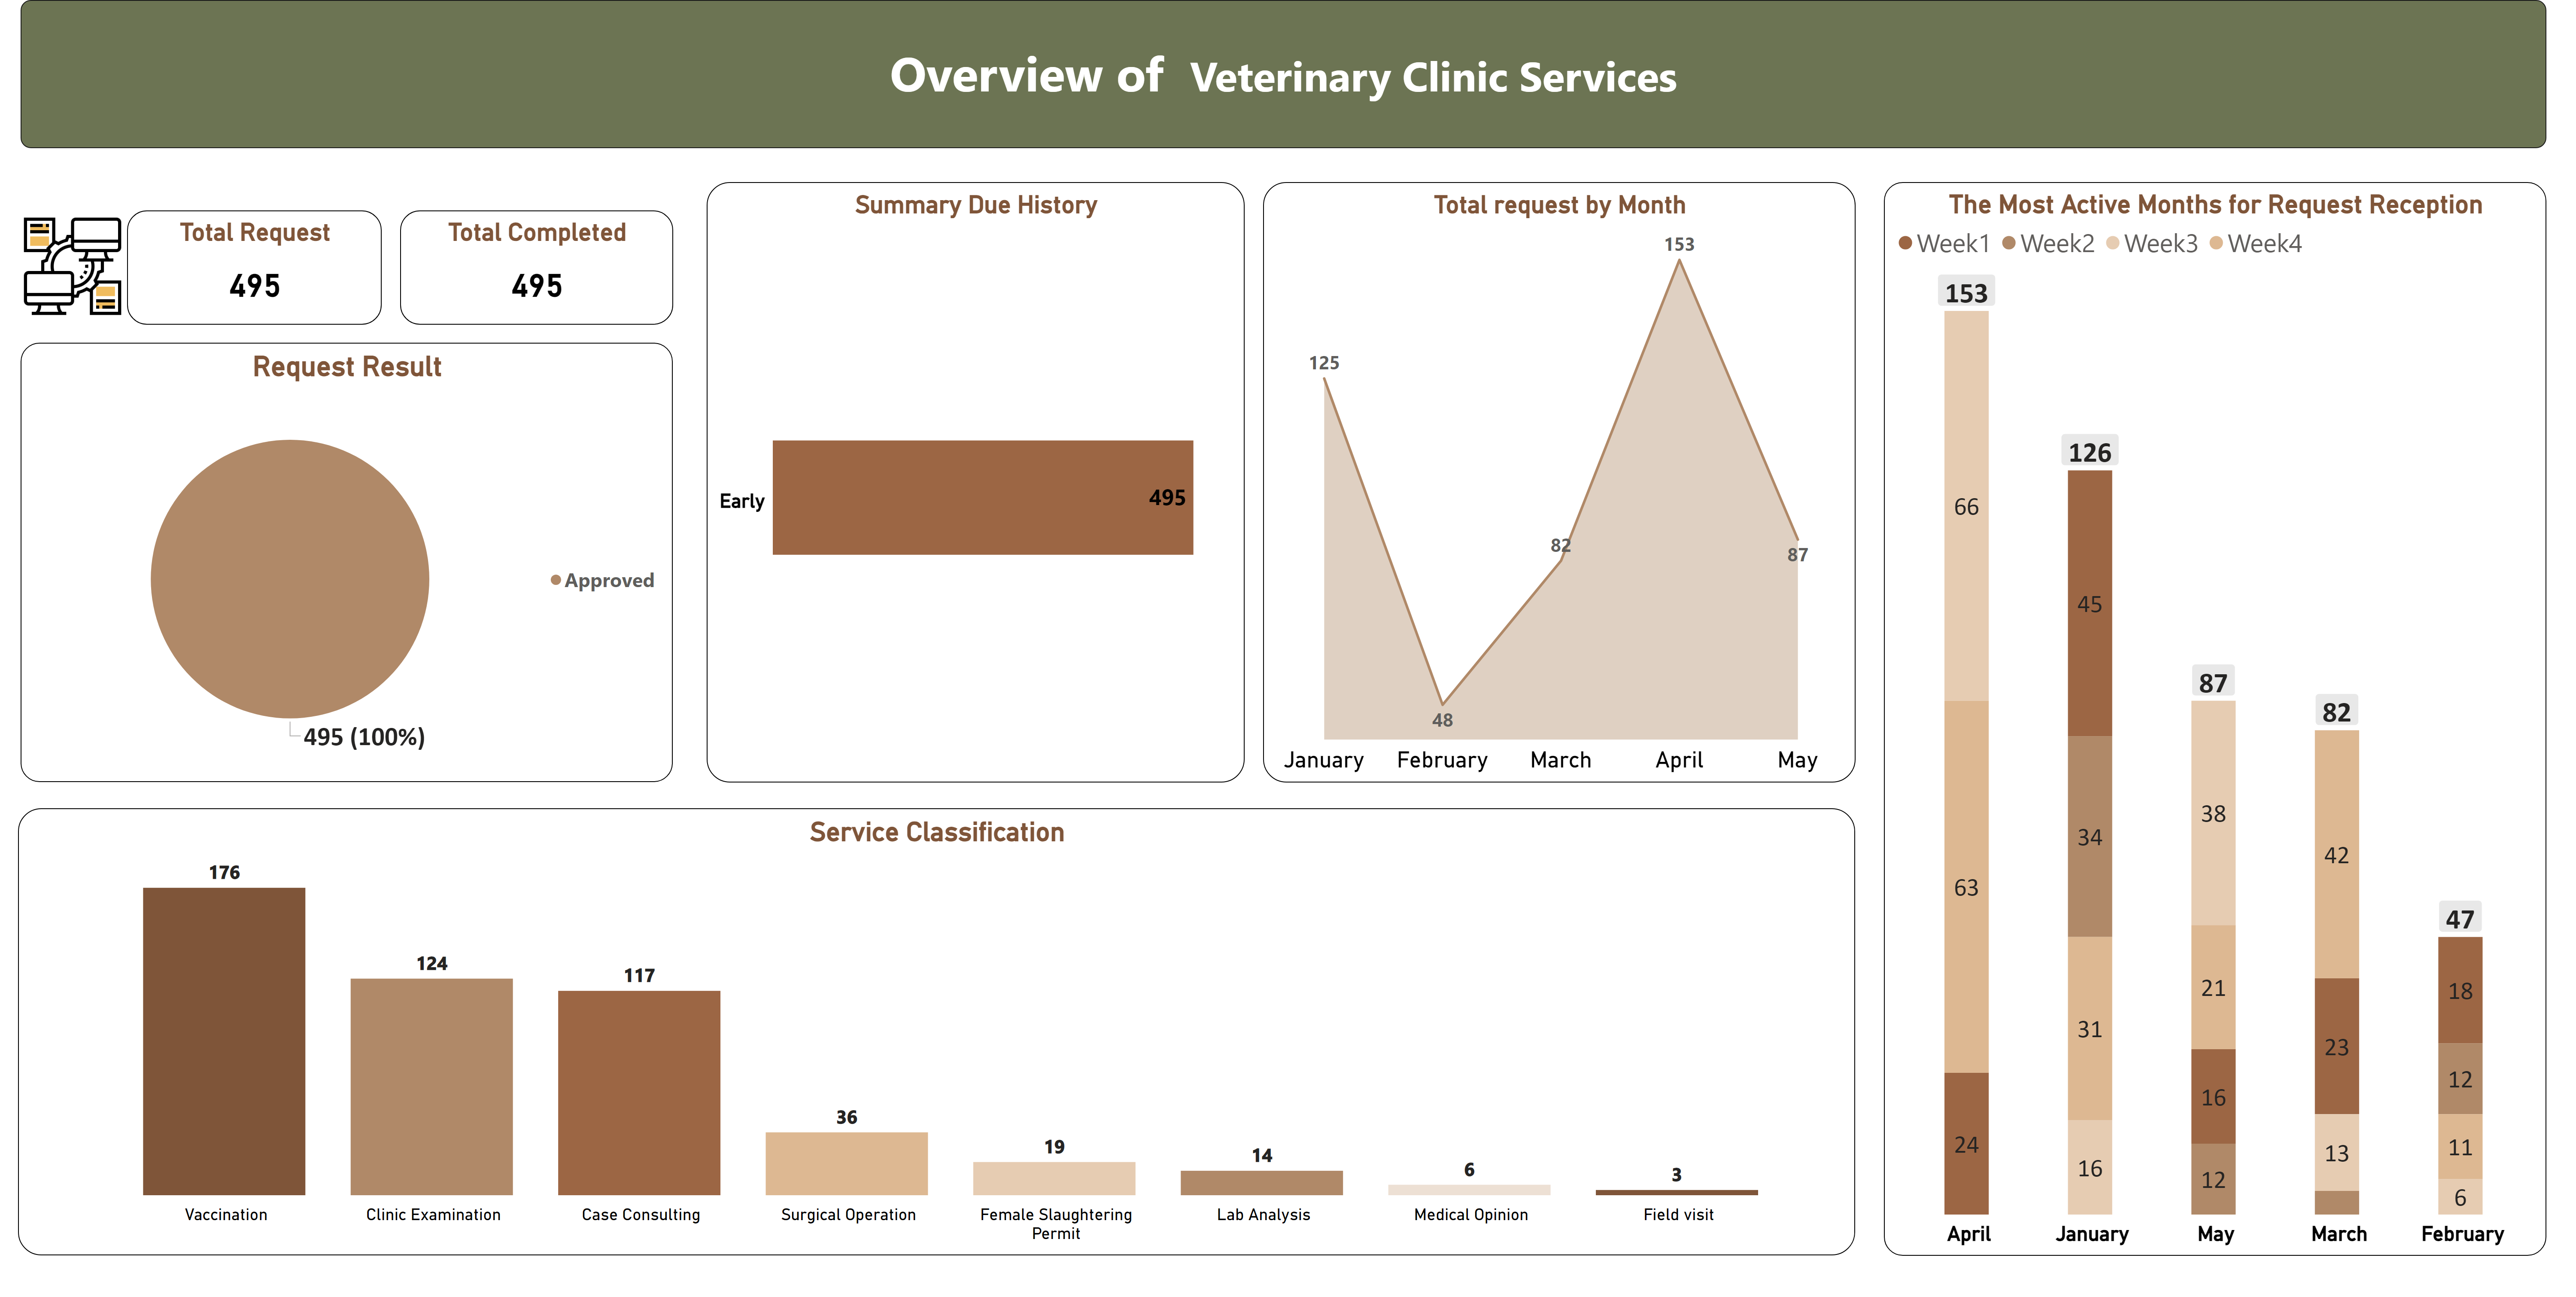 Overview of Veterinary Clinic Services
Total Request
495
Total Completed
495
Request Result
Approved
495 (100%)
Summary Due History
Early
495
Total request by Month
153
125
82
87
48
January February March April May
The Most Active Months for Request Reception
Week1 Week2 Week3 Week4
153
66
63
24
April
126
45
34
31
16
January
87
38
21
16
12
May
82
42
23
13
March
47
18
12
11
6
February
Service Classification
176
124
117
36
19
14
6
3
Vaccination
Clinic Examination
Case Consulting
Surgical Operation
Female Slaughtering
Permit
Lab Analysis
Medical Opinion
Field visit